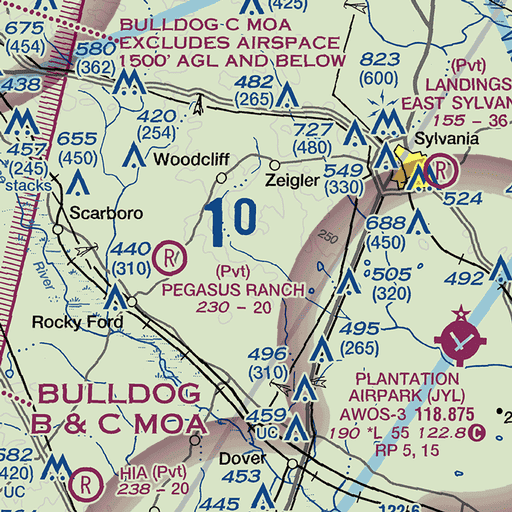 (425)
675
(454)
BULLDOG C MOA
EXCLUDES AIRSPACE
1500' AGL AND BELOW
580
(362)
438
823
(600)
(Pvt)
LANDINGS
EAST SYLVAN
155 - 36
482
(265)
420
(254)
727
(480)
Sylvania
457
(245)
stacks
655
(450)
Woodcliff
Zeigler
549
(330)
R
524
Scarboro
10
250
688
(450)
440
(310)
R
(Pvt)
PEGASUS RANCH
230 - 20
505
(320)
492
River
Rocky Ford
495
(265)
496
(310)
PLANTATION
AIRPARK (JYL)
AWOS-3 118.875
190 *L 55 122.8 C
RP 5, 15
BULLDOG
B & C MOA
459
UC
2
582
(420)
UC
R
HIA (Pvt)
238 - 20
Dover
453
445
1226